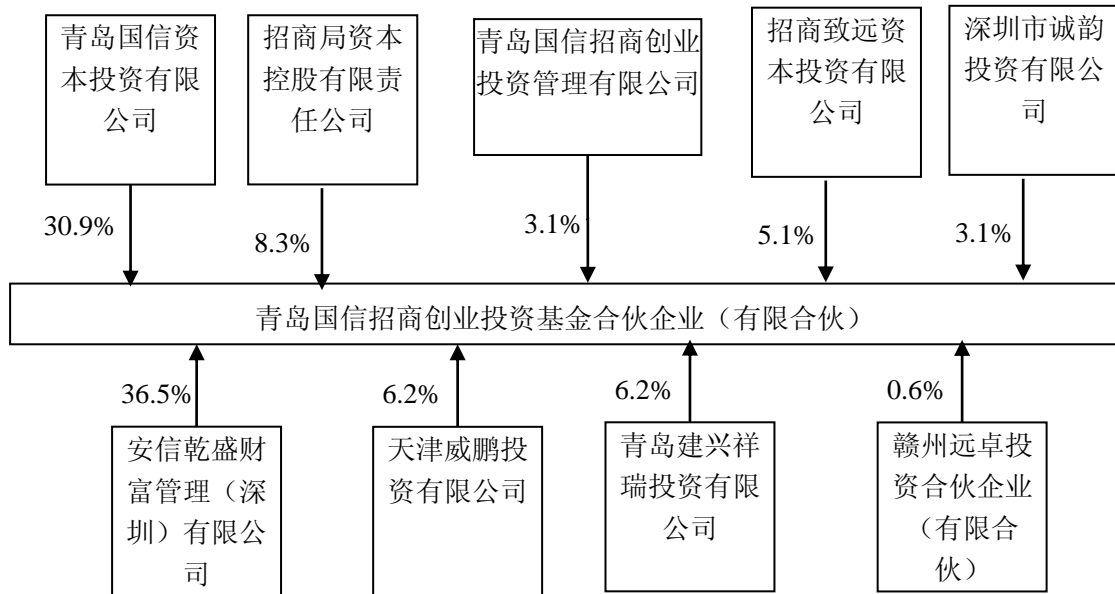 青岛国信资
本投资有限
公司
招商局资本
控股有限责
任公司
青岛国信招商创业
投资管理有限公司
招商致远资
本投资有限
公司
深圳市诚韵
投资有限公
司
30.9%
8.3%
3.1%
5.1%
3.1%
青岛国信招商创业投资基金合伙企业（有限合伙）
36.5%
6.2%
6.2%
0.6%
安信乾盛财
富管理（深
圳）有限公
司
天津威鹏投
资有限公司
青岛建兴祥
瑞投资有限
公司
赣州远卓投
资合伙企业
（有限合
伙）